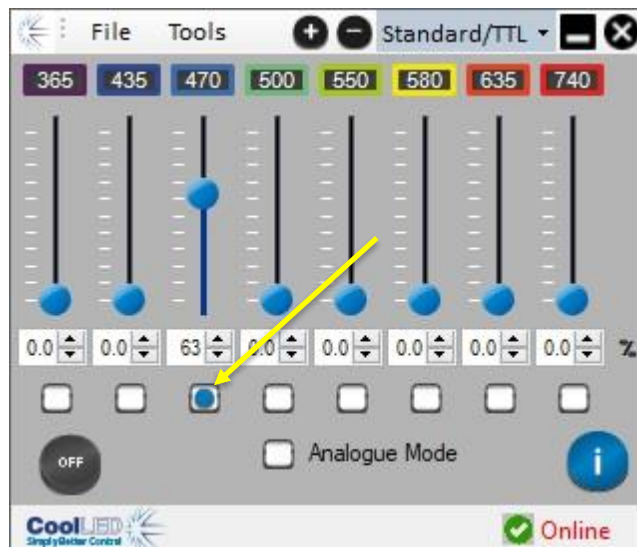 File Tools + - Standard/TTL
365 435 470 500 550 580 635 740
0.0 0.0 63 0.0 0.0 0.0 0.0 0.0 %
OFF Analogue Mode i
CoolLED Online
Simply Better Control